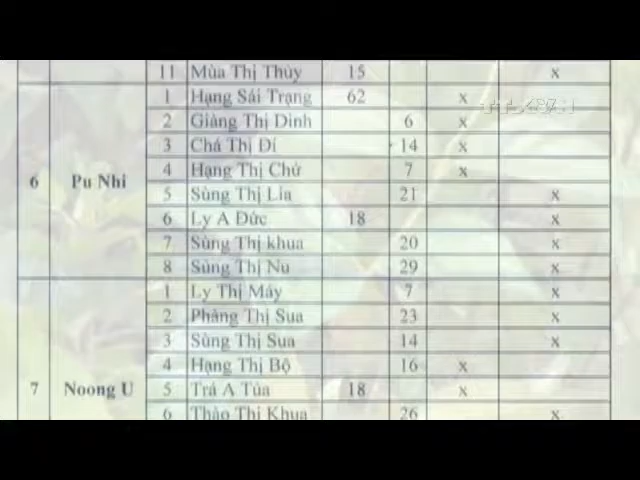 11 Mùa Thị Thùy 15 x
1 Hạng Sái Trạng 62 x
2 Giàng Thị Dinh 6 x
3 Chá Thị Dí 14 x
4 Hạng Thị Chứ 7 x
6 Pu Nhi
5 Sùng Thị Lía 21 x
6 Ly A Đức 18 x
7 Sùng Thị khua 20 x
8 Sùng Thị Nu 29 x
1 Ly Thị Máy 7 x
2 Phàng Thị Sua 23 x
3 Sùng Thị Sua 14 x
4 Hạng Thị Bộ 16 x
7 Noong U
5 Trá A Tủa 18 x
6 Thào Thị Khua 26 x